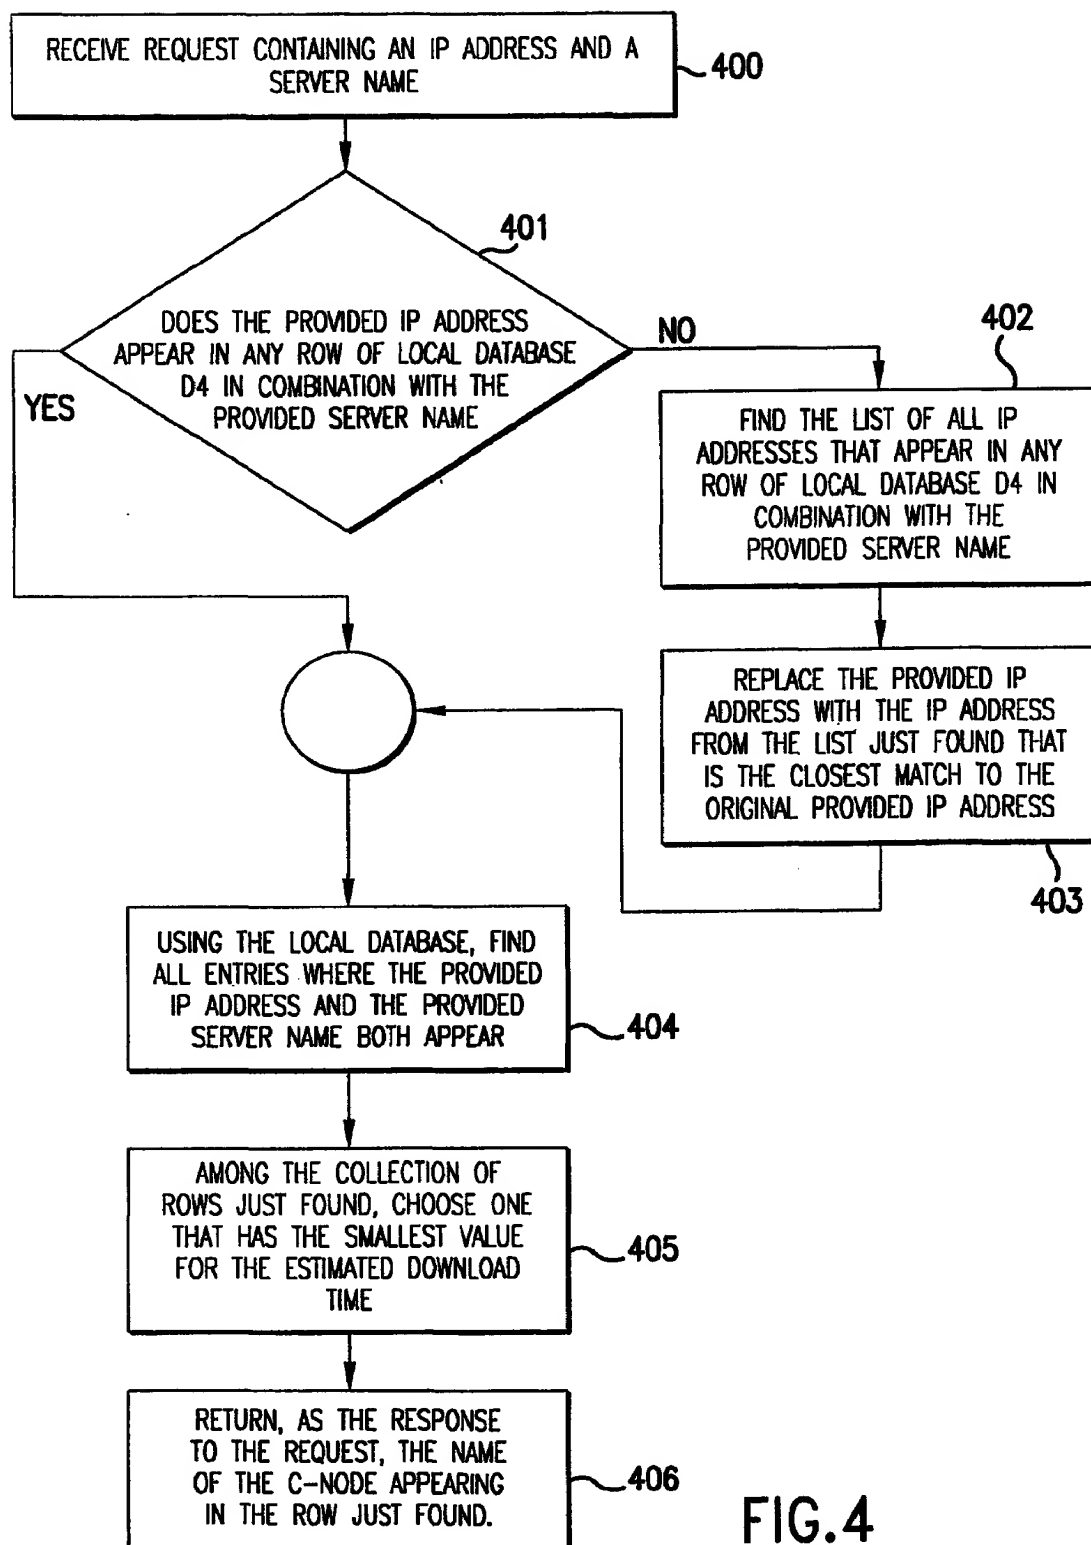 RECEIVE REQUEST CONTAINING AN IP ADDRESS AND A
SERVER NAME
400
401
DOES THE PROVIDED IP ADDRESS
APPEAR IN ANY ROW OF LOCAL DATABASE
D4 IN COMBINATION WITH THE
PROVIDED SERVER NAME
YES
NO
402
FIND THE LIST OF ALL IP
ADDRESSES THAT APPEAR IN ANY
ROW OF LOCAL DATABASE D4 IN
COMBINATION WITH THE
PROVIDED SERVER NAME
REPLACE THE PROVIDED IP
ADDRESS WITH THE IP ADDRESS
FROM THE LIST JUST FOUND THAT
IS THE CLOSEST MATCH TO THE
ORIGINAL PROVIDED IP ADDRESS
403
USING THE LOCAL DATABASE, FIND
ALL ENTRIES WHERE THE PROVIDED
IP ADDRESS AND THE PROVIDED
SERVER NAME BOTH APPEAR
404
AMONG THE COLLECTION OF
ROWS JUST FOUND, CHOOSE ONE
THAT HAS THE SMALLEST VALUE
FOR THE ESTIMATED DOWNLOAD
TIME
405
RETURN, AS THE RESPONSE
TO THE REQUEST, THE NAME
OF THE C-NODE APPEARING
IN THE ROW JUST FOUND.
406
FIG.4